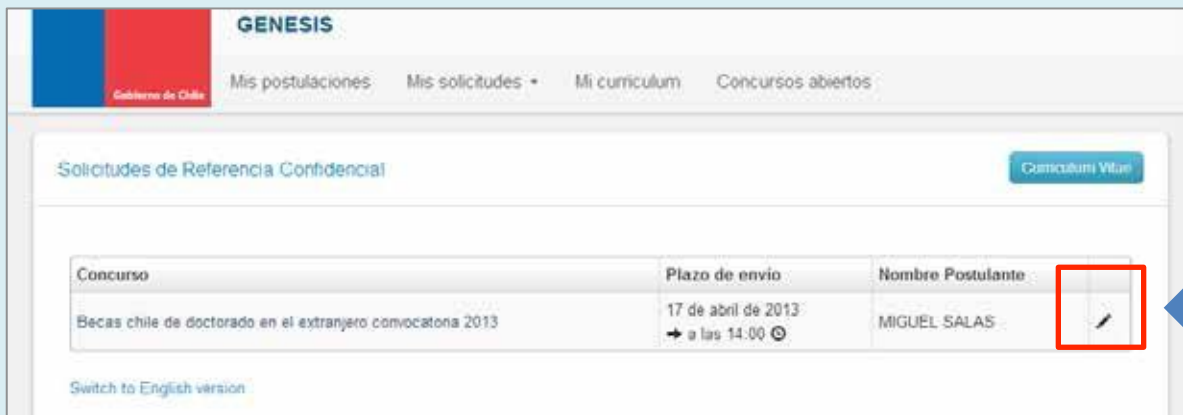 GENESIS
Gobierno de Chile
Mis postulaciones Mis solicitudes Mi curriculum Concursos abiertos
Solicitudes de Referencia Confidencial
Curriculum Vitae
Concurso Plazo de envío Nombre Postulante
Becas chile de doctorado en el extranjero convocatoria 2013 17 de abril de 2013 MIGUEL SALAS
a las 14:00
Switch to English version